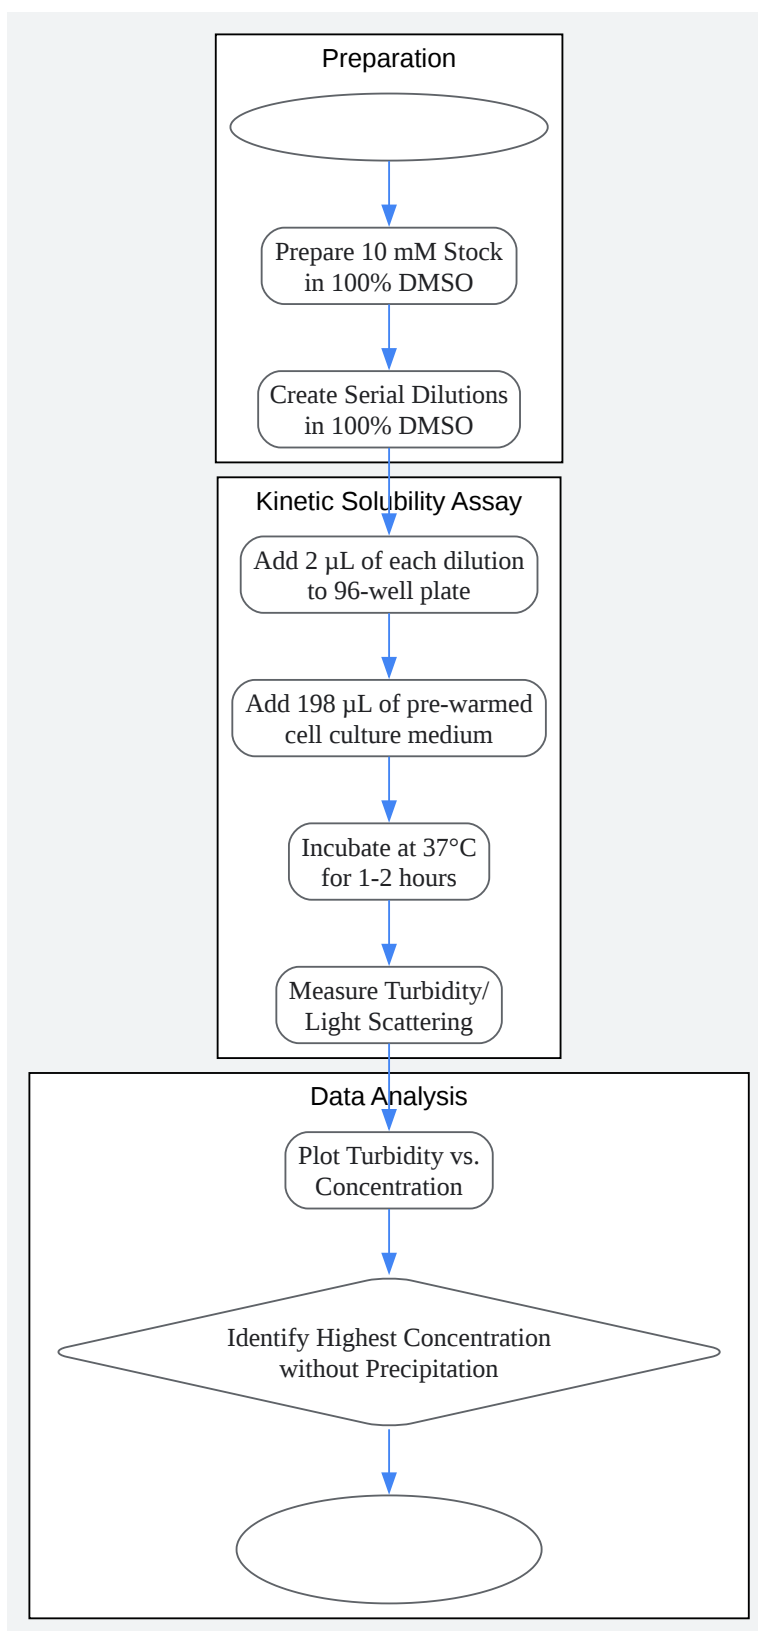 Preparation
Prepare 10 mM Stock
in 100% DMSO
Create Serial Dilutions
in 100% DMSO
Kinetic Solubility Assay
Add 2 µL of each dilution
to 96-well plate
Add 198 µL of pre-warmed
cell culture medium
Incubate at 37°C
for 1-2 hours
Measure Turbidity/
Light Scattering
Data Analysis
Plot Turbidity vs.
Concentration
Identify Highest Concentration
without Precipitation